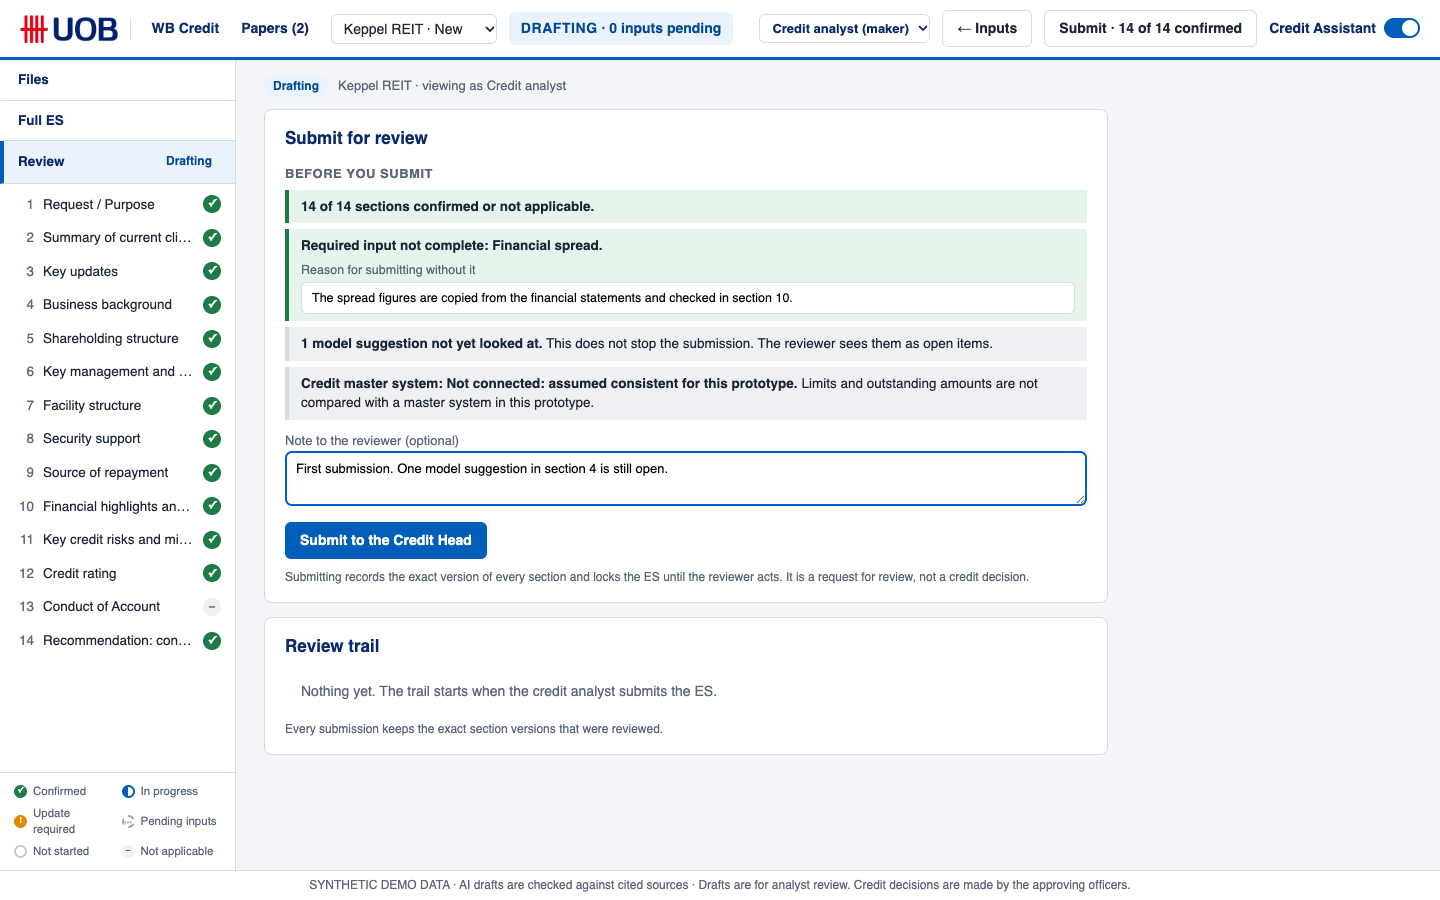 UOB
WB Credit
Papers (2)
Keppel REIT · New
DRAFTING · 0 inputs pending
Credit analyst (maker)
← Inputs
Submit · 14 of 14 confirmed
Credit Assistant
Files
Full ES
Review
Drafting
1 Request / Purpose
2 Summary of current cli...
3 Key updates
4 Business background
5 Shareholding structure
6 Key management and ...
7 Facility structure
8 Security support
9 Source of repayment
10 Financial highlights an...
11 Key credit risks and mi...
12 Credit rating
13 Conduct of Account
14 Recommendation: con...
Confirmed
In progress
Update required
Pending inputs
Not started
Not applicable
Drafting
Keppel REIT · viewing as Credit analyst
Submit for review
BEFORE YOU SUBMIT
14 of 14 sections confirmed or not applicable.
Required input not complete: Financial spread.
Reason for submitting without it
The spread figures are copied from the financial statements and checked in section 10.
1 model suggestion not yet looked at. This does not stop the submission. The reviewer sees them as open items.
Credit master system: Not connected: assumed consistent for this prototype. Limits and outstanding amounts are not
compared with a master system in this prototype.
Note to the reviewer (optional)
First submission. One model suggestion in section 4 is still open.
Submit to the Credit Head
Submitting records the exact version of every section and locks the ES until the reviewer acts. It is a request for review, not a credit decision.
Review trail
Nothing yet. The trail starts when the credit analyst submits the ES.
Every submission keeps the exact section versions that were reviewed.
SYNTHETIC DEMO DATA · AI drafts are checked against cited sources · Drafts are for analyst review. Credit decisions are made by the approving officers.